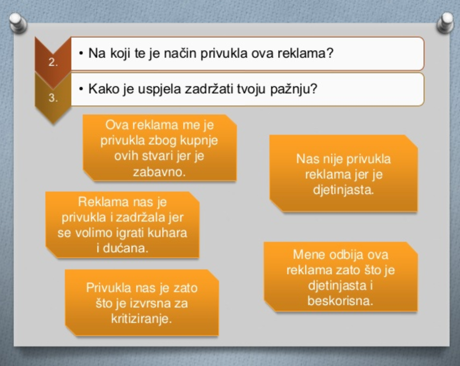 2.
• Na koji te je način privukla ova reklama?
3.
• Kako je uspjela zadržati tvoju pažnju?
Ova reklama me je
privukla zbog kupnje
ovih stvari jer je
zabavno.
Nas nije privukla
reklama jer je
djetinjasta.
Reklama nas je
privukla i zadržala jer
se volimo igrati kuhara
i dućana.
Mene odbija ova
reklama zato što je
djetinjasta i
beskorisna.
Privukla nas je zato
što je izvrsna za
kritiziranje.